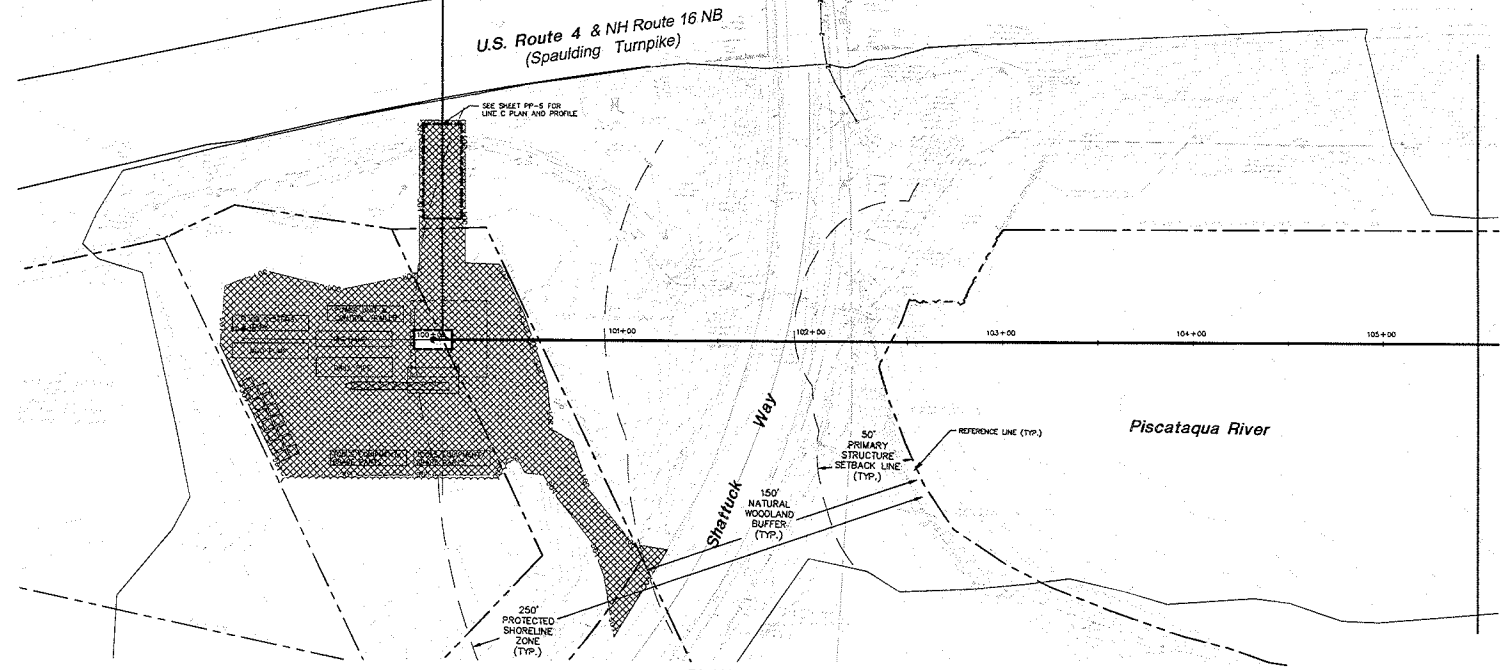 U.S. Route 4 & NH Route 16 NB
(Spaulding Turnpike)
SEE SHEET PP-5 FOR
LINE C PLAN AND PROFILE
101+00
102+00
103+00
104+00
105+00
Shattuck Way
50'
PRIMARY
STRUCTURE
SETBACK LINE
(TYP.)
REFERENCE LINE (TYP.)
Piscataqua River
150'
NATURAL
WOODLAND
BUFFER
(TYP.)
250'
PROTECTED
SHORELINE
ZONE
(TYP.)